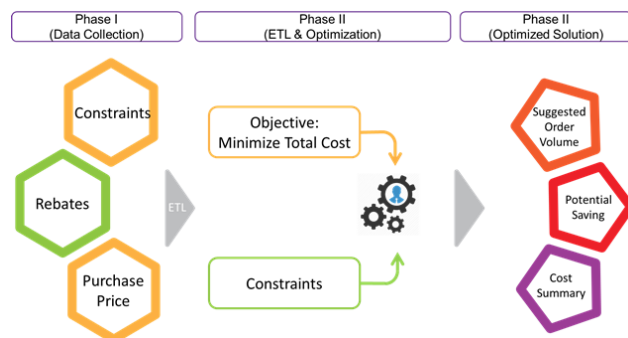 Phase I
(Data Collection)
Phase II
(ETL & Optimization)
Phase II
(Optimized Solution)
Constraints
Rebates
Purchase
Price
ETL
Objective:
Minimize Total Cost
Constraints
Suggested
Order
Volume
Potential
Saving
Cost
Summary